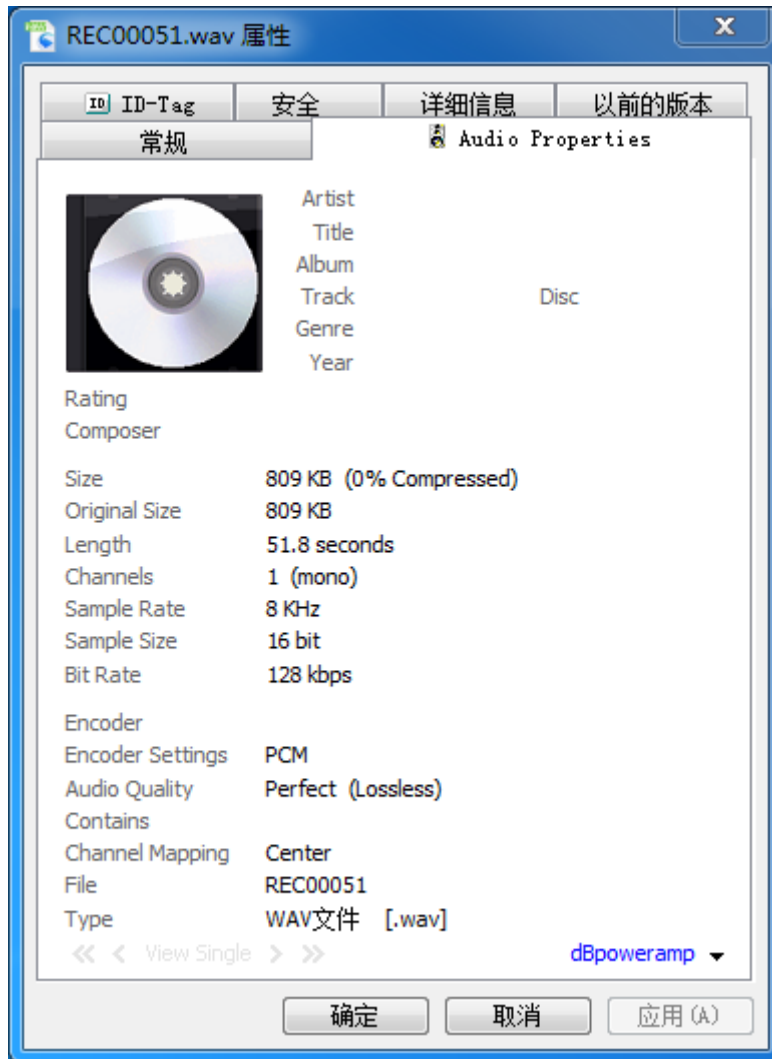 REC00051.wav 属性
ID ID-Tag 安全 详细信息 以前的版本
常规 Audio Properties
Artist
Title
Album
Track Disc
Genre
Year
Rating
Composer
Size 809 KB (0% Compressed)
Original Size 809 KB
Length 51.8 seconds
Channels 1 (mono)
Sample Rate 8 KHz
Sample Size 16 bit
Bit Rate 128 kbps
Encoder
Encoder Settings PCM
Audio Quality Perfect (Lossless)
Contains
Channel Mapping Center
File REC00051
Type WAV文件 [.wav]
View Single dBpoweramp
确定 取消 应用(A)